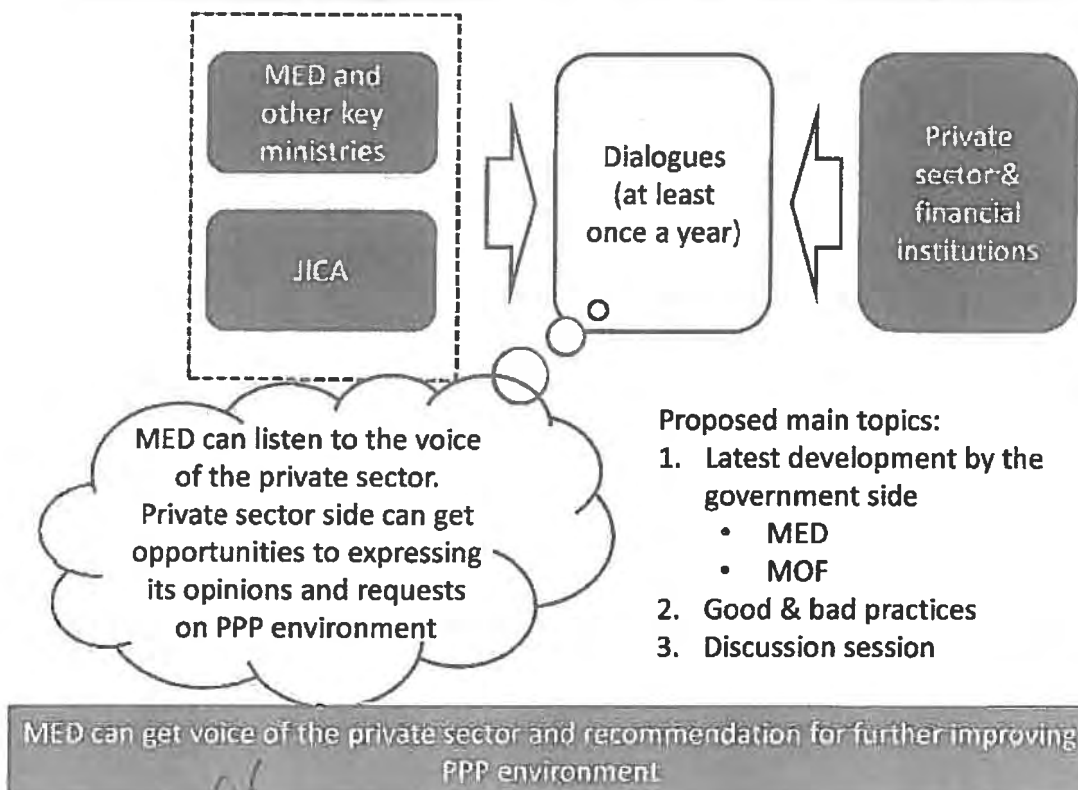 MED and
other key
ministries
JICA
Dialogues
(at least
once a year)
Private
sector &
financial
institutions
MED can listen to the voice
of the private sector.
Private sector side can get
opportunities to expressing
its opinions and requests
on PPP environment
Proposed main topics:
1. Latest development by the
government side
• MED
• MOF
2. Good & bad practices
3. Discussion session
MED can get voice of the private sector and recommendation for further improving
PPP environment